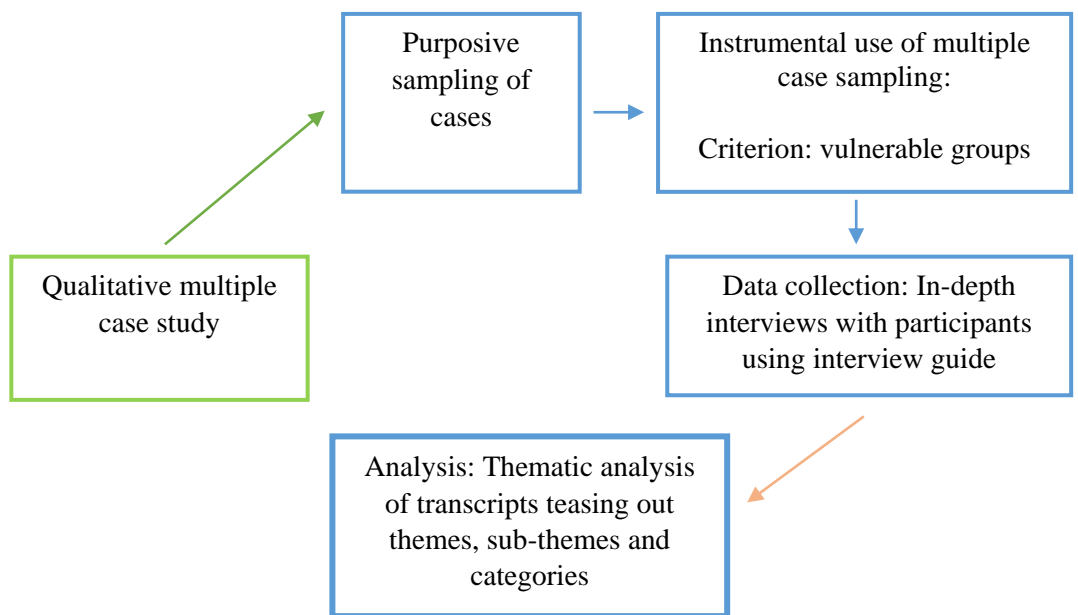 Qualitative multiple
case study
Purposive
sampling of
cases
Instrumental use of multiple
case sampling:
Criterion: vulnerable groups
Data collection: In-depth
interviews with participants
using interview guide
Analysis: Thematic analysis
of transcripts teasing out
themes, sub-themes and
categories